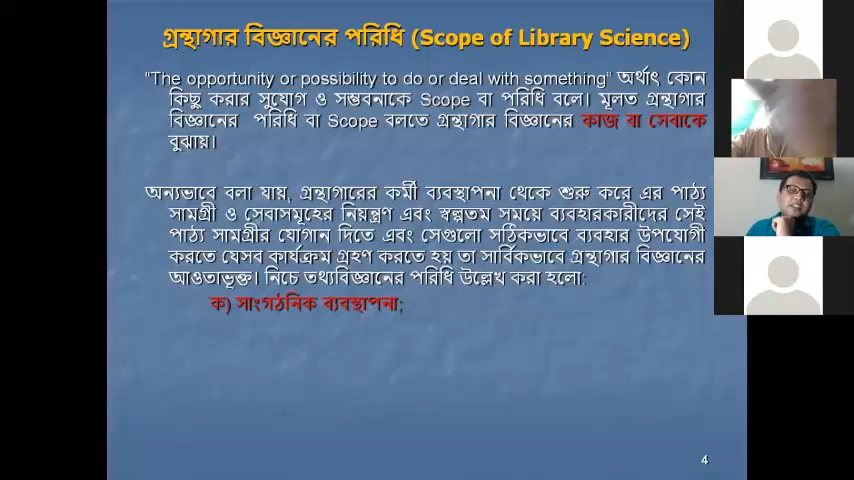 গ্রন্থাগার বিজ্ঞানের পরিধি (Scope of Library Science)
"The opportunity or possibility to do or deal with something" অর্থাৎ কোন
কিছু করার সুযোগ ও সম্ভবনাকে Scope বা পরিধি বলে। মূলত গ্রন্থাগার
বিজ্ঞানের পরিধি বা Scope বলতে গ্রন্থাগার বিজ্ঞানের কাজ বা সেবাকে
বুঝায়।
অন্যভাবে বলা যায়, গ্রন্থাগারের কর্মী ব্যবস্থাপনা থেকে শুরু করে এর পাঠ্য
সামগ্রী ও সেবাসমূহের নিয়ন্ত্রণ এবং স্বল্পতম সময়ে ব্যবহারকারীদের সেই
পাঠ্য সামগ্রীর যোগান দিতে এবং সেগুলো সঠিকভাবে ব্যবহার উপযোগী
করতে যেসব কার্যক্রম গ্রহণ করতে হয় তা সার্বিকভাবে গ্রন্থাগার বিজ্ঞানের
আওতাভূক্ত। নিচে তথ্যবিজ্ঞানের পরিধি উল্লেখ করা হলো:
ক) সাংগঠনিক ব্যবস্থাপনা;
4